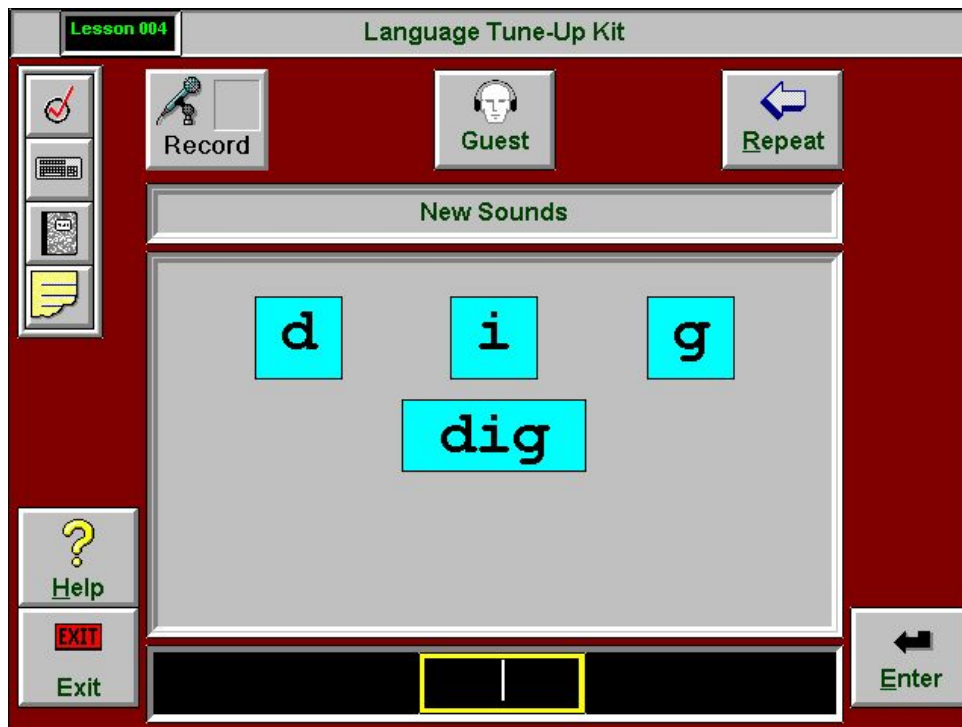 Lesson 004
Language Tune-Up Kit
Record
Guest
Repeat
New Sounds
d i g
dig
Help
EXIT
Exit
Enter